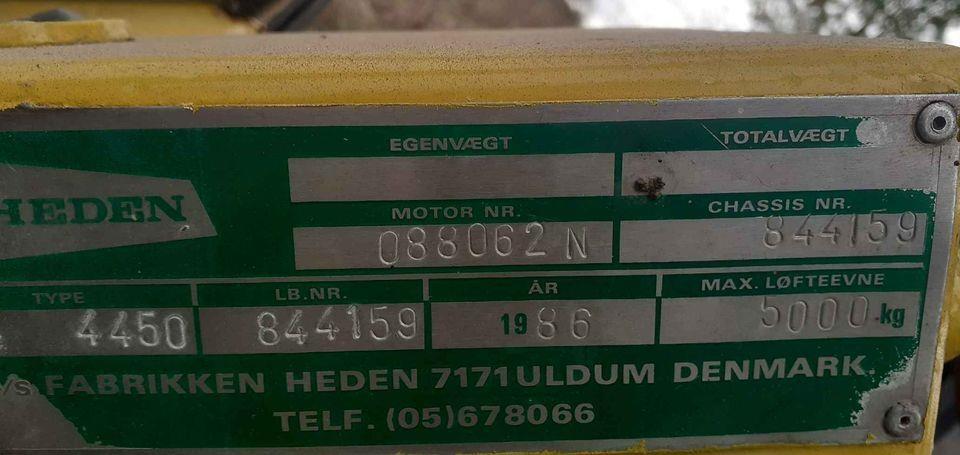 HEDEN
EGENVÆGT
TOTALVÆGT
MOTOR NR.
CHASSIS NR.
088062 N
844159
TYPE
LB.NR.
ÅR
MAX. LØFTEEVNE
4450
844159
1986
5000 kg
/s. FABRIKKEN HEDEN 7171 ULDUM DENMARK.
TELF. (05)678066